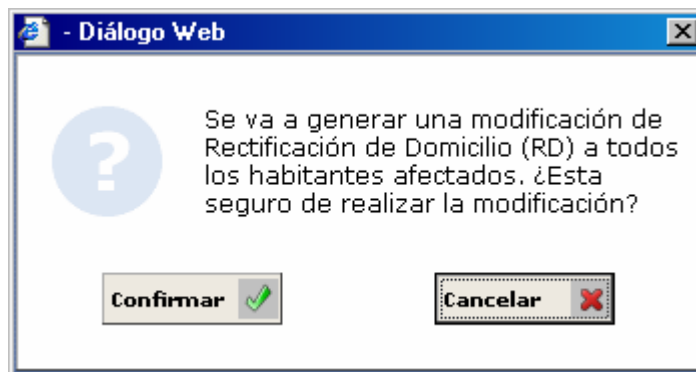 - Diálogo Web
Se va a generar una modificación de
Rectificación de Domicilio (RD) a todos
los habitantes afectados. ¿Esta
seguro de realizar la modificación?
Confirmar
Cancelar